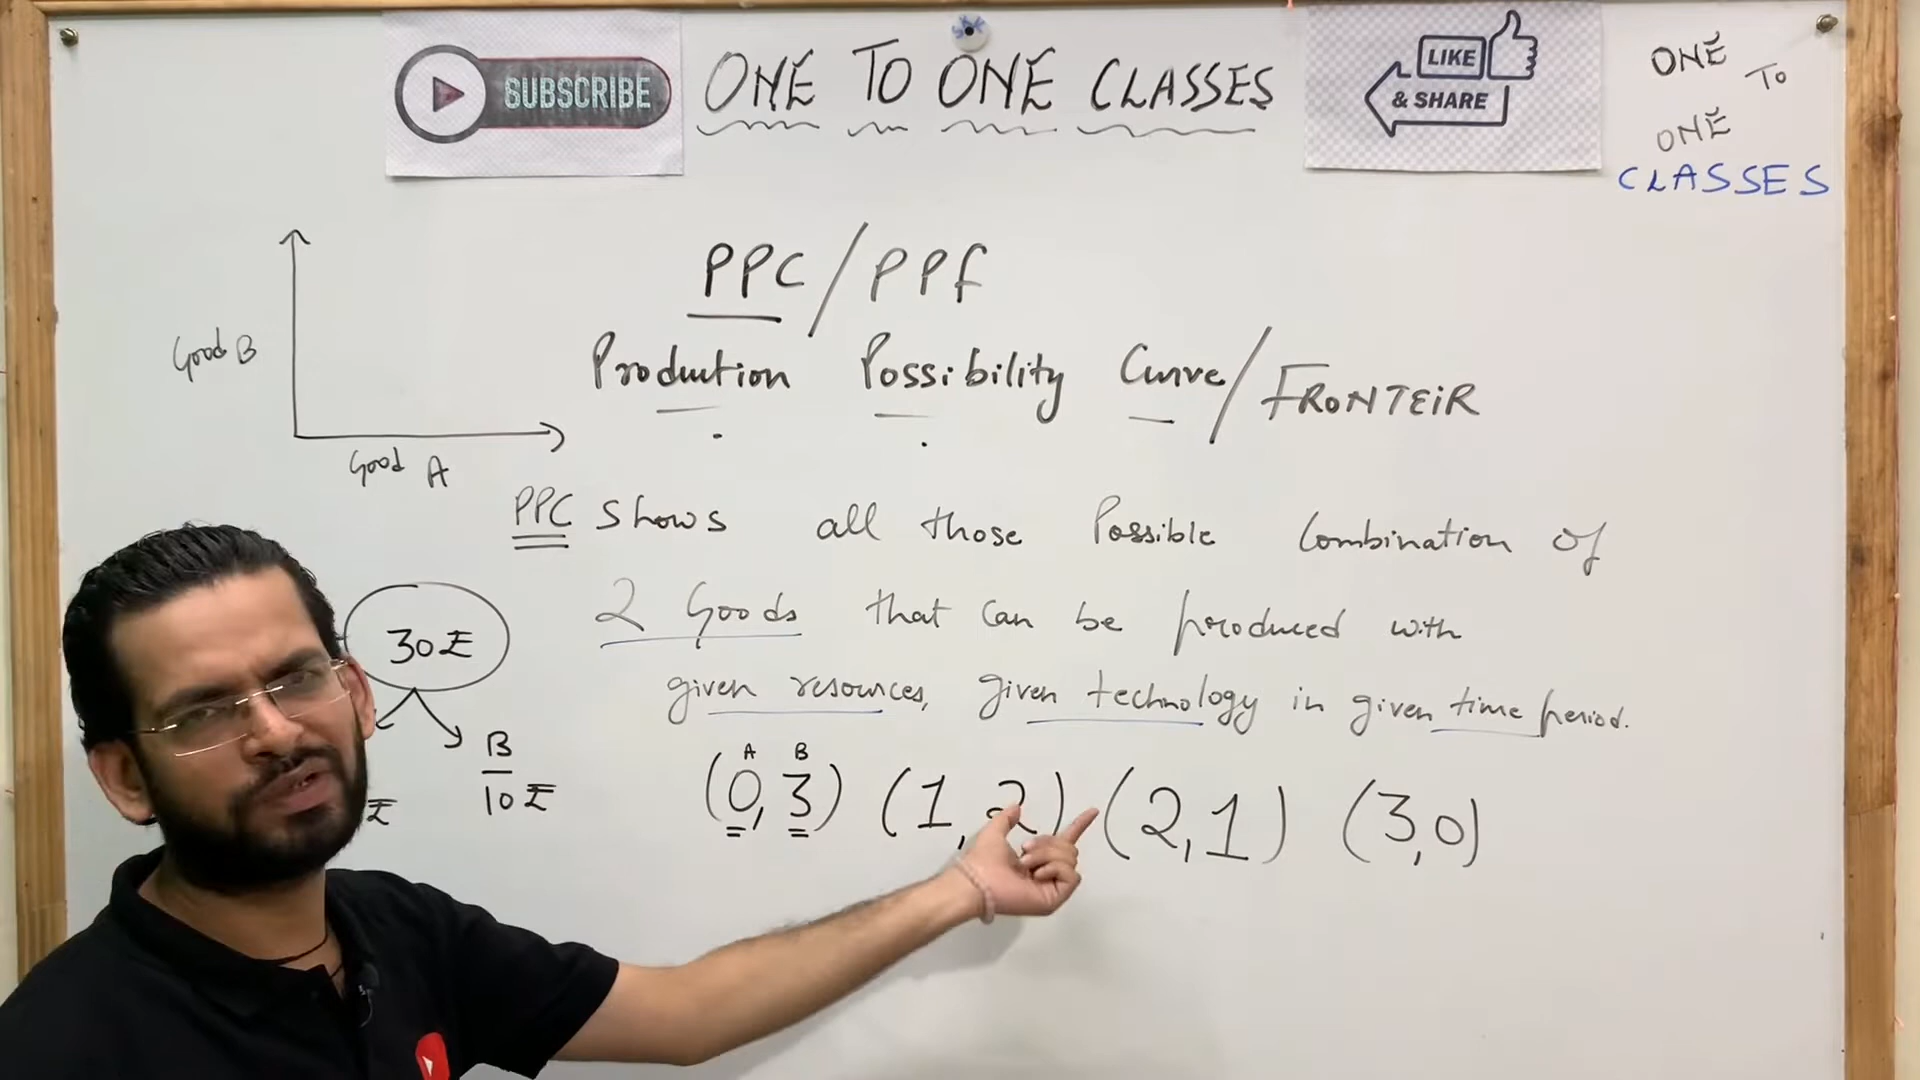 SUBSCRIBE
ONE TO ONE CLASSES
LIKE
& SHARE
ONE
TO
ONE
CLASSES
PPC/PPf
Good B
Production Possibility Curve/FRONTEiR
Good A
PPC shows all those Possible Combination of
2 Goods that can be produced with
given resources, given technology in given time period.
30
B
10
A B
(0,3) (1,2) (2,1) (3,0)